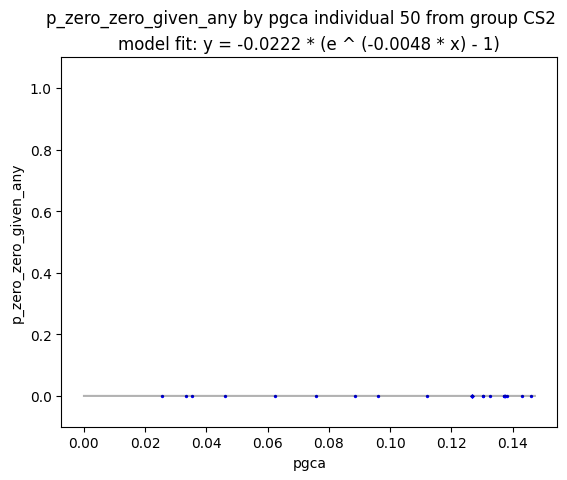 p_zero_zero_given_any by pgca individual 50 from group CS2
model fit: y = -0.0222 * (e ^ (-0.0048 * x) - 1)
1.0
0.8
0.6
0.4
0.2
0.0
p_zero_zero_given_any
0.00 0.02 0.04 0.06 0.08 0.10 0.12 0.14
pgca